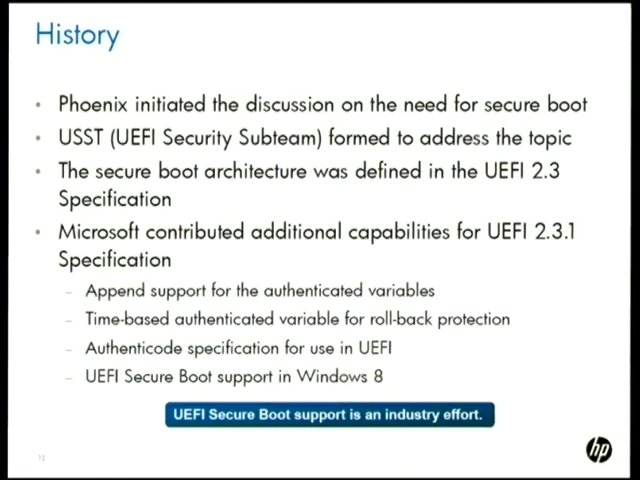 History
• Phoenix initiated the discussion on the need for secure boot
• USST (UEFI Security Subteam) formed to address the topic
• The secure boot architecture was defined in the UEFI 2.3
Specification
• Microsoft contributed additional capabilities for UEFI 2.3.1
Specification
– Append support for the authenticated variables
– Time-based authenticated variable for roll-back protection
– Authenticode specification for use in UEFI
– UEFI Secure Boot support in Windows 8
UEFI Secure Boot support is an industry effort.
hp